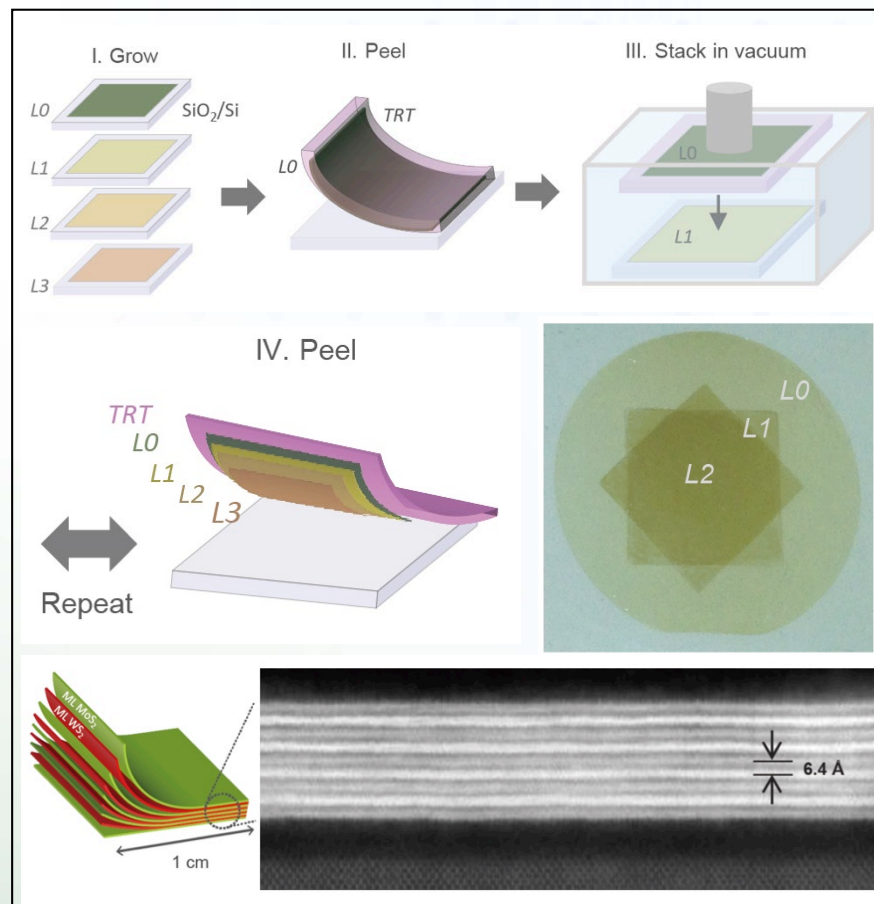 I. Grow
L0
SiO₂/Si
L1
L2
L3
II. Peel
TRT
L0
III. Stack in vacuum
L0
L1
IV. Peel
TRT
L0
L1
L2
L3
Repeat
L0
L1
L2
ML MoS₂
ML WS₂
1 cm
6.4 Å